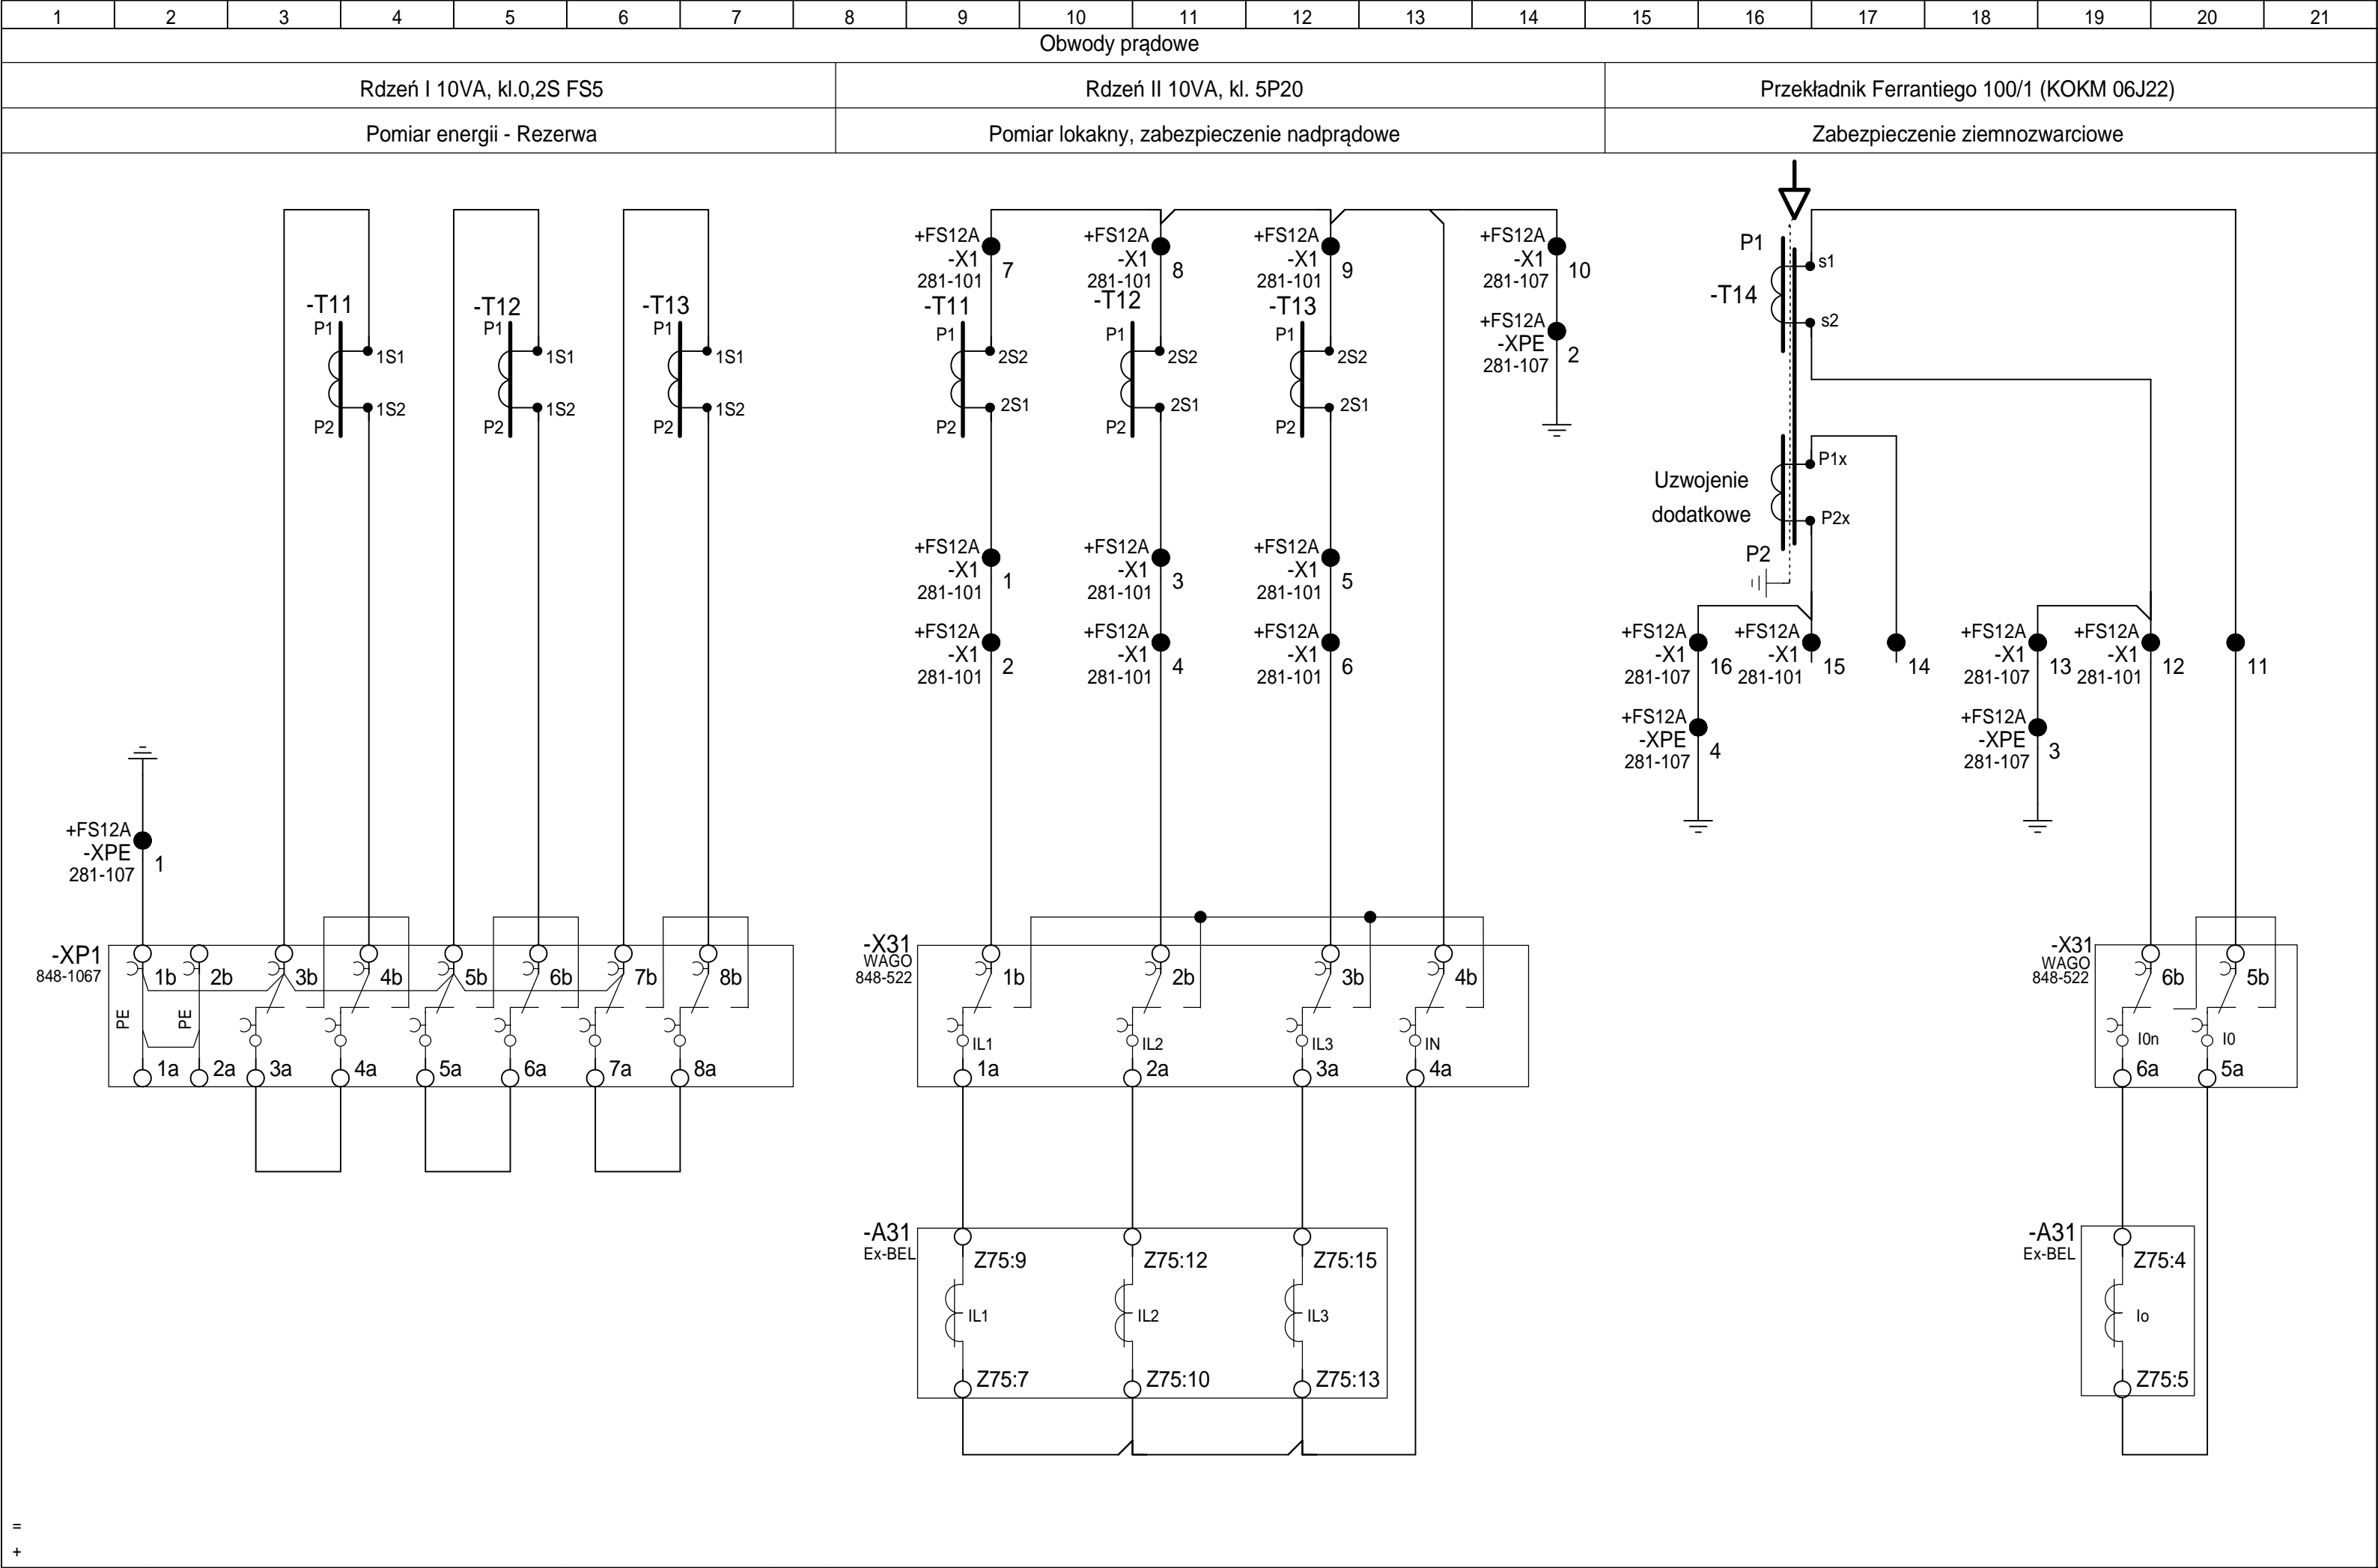 1 2 3 4 5 6 7 8 9 10 11 12 13 14 15 16 17 18 19 20 21
Obwody prądowe
Rdzeń I 10VA, kl.0,2S FS5
Rdzeń II 10VA, kl. 5P20
Przekładnik Ferrantiego 100/1 (KOKM 06J22)
Pomiar energii - Rezerwa
Pomiar lokakny, zabezpieczenie nadprądowe
Zabezpieczenie ziemnozwarciowe
-T11
P1
1S1
1S2
P2
-T12
P1
1S1
1S2
P2
-T13
P1
1S1
1S2
P2
+FS12A
-XPE
281-107
1
-XP1
848-1067
1b 2b 3b 4b 5b 6b 7b 8b
PE PE
1a 2a 3a 4a 5a 6a 7a 8a
+FS12A
-X1
281-101
7
+FS12A
-X1
281-101
8
+FS12A
-X1
281-101
9
+FS12A
-X1
281-107
10
+FS12A
-XPE
281-107
2
-T11
P1
2S2
2S1
P2
-T12
P1
2S2
2S1
P2
-T13
P1
2S2
2S1
P2
+FS12A
-X1
281-101
1
+FS12A
-X1
281-101
3
+FS12A
-X1
281-101
5
+FS12A
-X1
281-101
2
+FS12A
-X1
281-101
4
+FS12A
-X1
281-101
6
-X31
WAGO
848-522
1b 2b 3b 4b
IL1 IL2 IL3 IN
1a 2a 3a 4a
-A31
Ex-BEL
Z75:9 Z75:12 Z75:15
IL1 IL2 IL3
Z75:7 Z75:10 Z75:13
P1
s1
-T14
s2
P1x
Uzwojenie
dodatkowe
P2x
P2
+FS12A
-X1
281-107
16
+FS12A
-X1
281-101
15
14
+FS12A
-X1
281-107
13
+FS12A
-X1
281-101
12
11
+FS12A
-XPE
281-107
4
+FS12A
-XPE
281-107
3
-X31
WAGO
848-522
6b 5b
I0n I0
6a 5a
-A31
Ex-BEL
Z75:4
Io
Z75:5
=
+